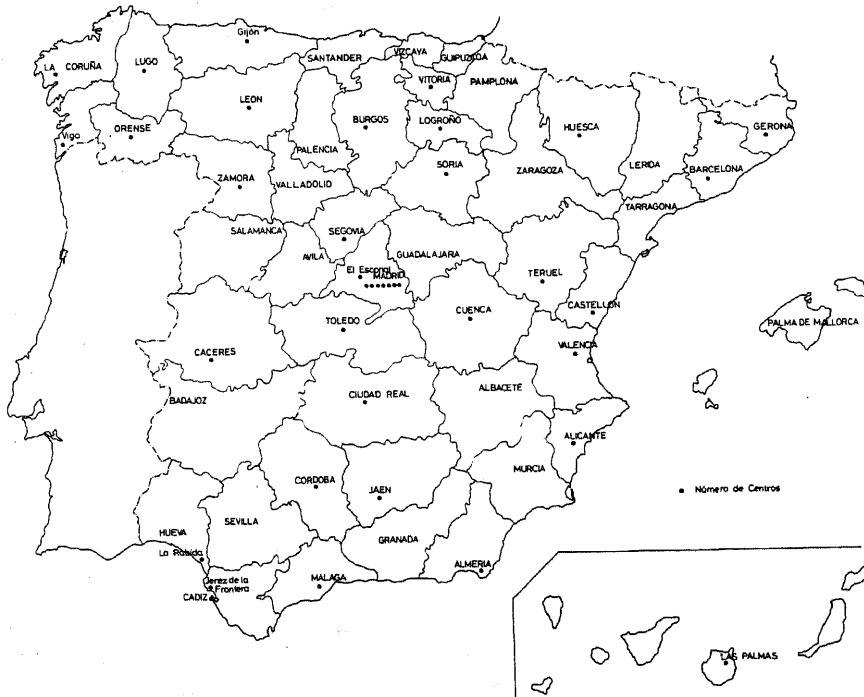 Gijón
LA CORUÑA
LUGO
SANTANDER
VIZCAYA
GUIPUZCOA
VITORIA
PAMPLONA
LEON
BURGOS
LOGROÑO
HUESCA
GERONA
Vigo
ORENSE
PALENCIA
LERIDA
BARCELONA
ZAMORA
VALLADOLID
SORIA
ZARAGOZA
TARRAGONA
SALAMANCA
SEGOVIA
AVILA
GUADALAJARA
El Escorial
MADRID
TERUEL
CASTELLON
CUENCA
TOLEDO
PALMA DE MALLORCA
CACERES
VALENCIA
BADAJOZ
CIUDAD REAL
ALBACETE
ALICANTE
MURCIA
CORDOBA
JAEN
Número de Centros
SEVILLA
HUEVA
GRANADA
La Rábida
ALMERIA
Jerez de la
Frontera
MALAGA
CADIZ
LAS PALMAS